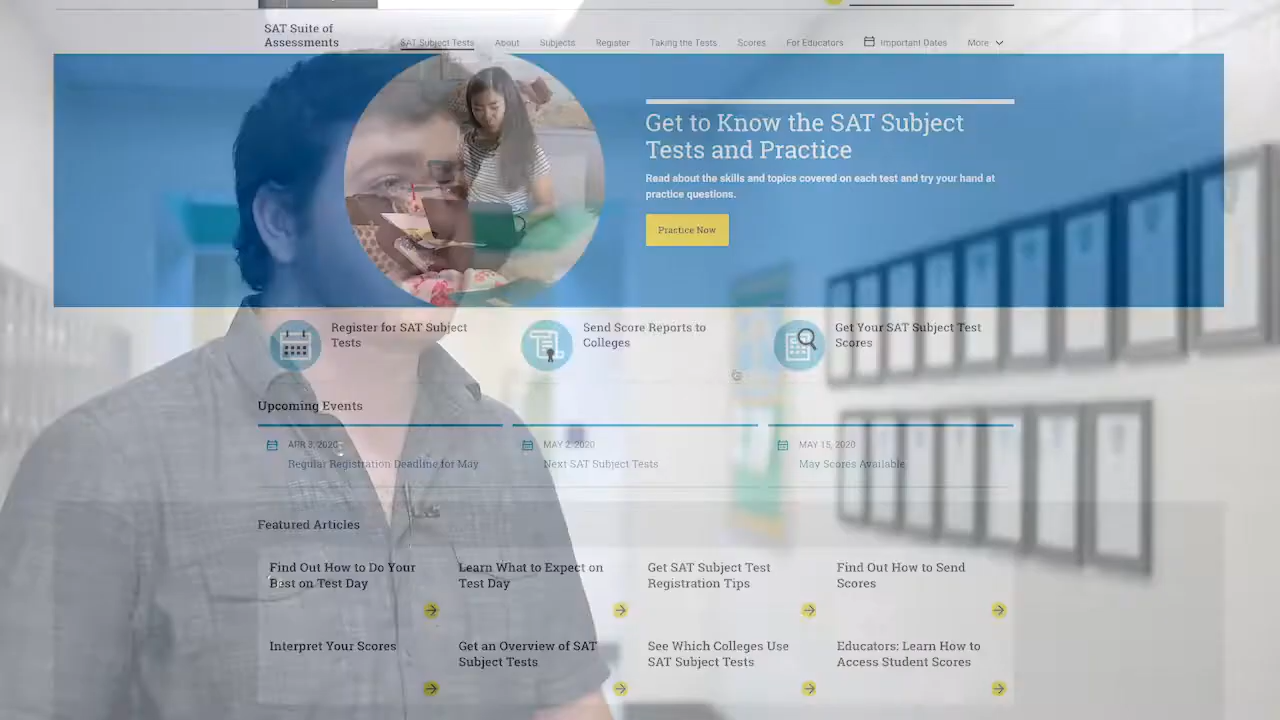 SAT Suite of
Assessments
SAT Subject Tests About Subjects Register Taking the Tests Scores For Educators Important Dates More
Get to Know the SAT Subject
Tests and Practice
Read about the skills and topics covered on each test and try your hand at
practice questions.
Practice Now
Register for SAT Subject
Tests
Send Score Reports to
Colleges
Get Your SAT Subject Test
Scores
Upcoming Events
APR 3, 2020
Regular Registration Deadline for May
MAY 2, 2020
Next SAT Subject Tests
MAY 15, 2020
May Scores Available
Featured Articles
Find Out How to Do Your
Best on Test Day
Learn What to Expect on
Test Day
Get SAT Subject Test
Registration Tips
Find Out How to Send
Scores
Interpret Your Scores
Get an Overview of SAT
Subject Tests
See Which Colleges Use
SAT Subject Tests
Educators: Learn How to
Access Student Scores